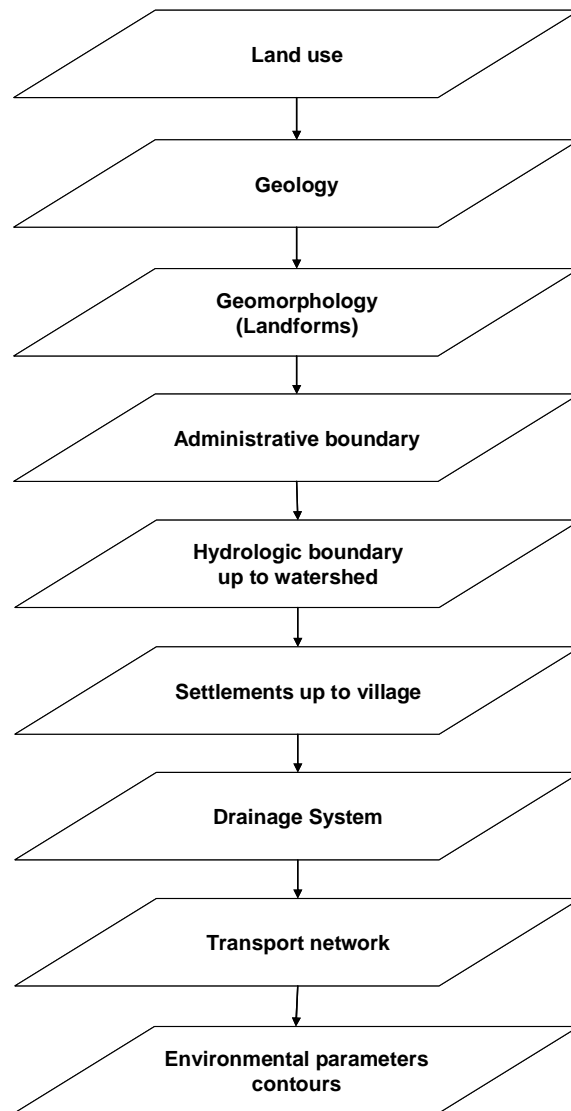 Land use
Geology
Geomorphology
(Landforms)
Administrative boundary
Hydrologic boundary
up to watershed
Settlements up to village
Drainage System
Transport network
Environmental parameters
contours